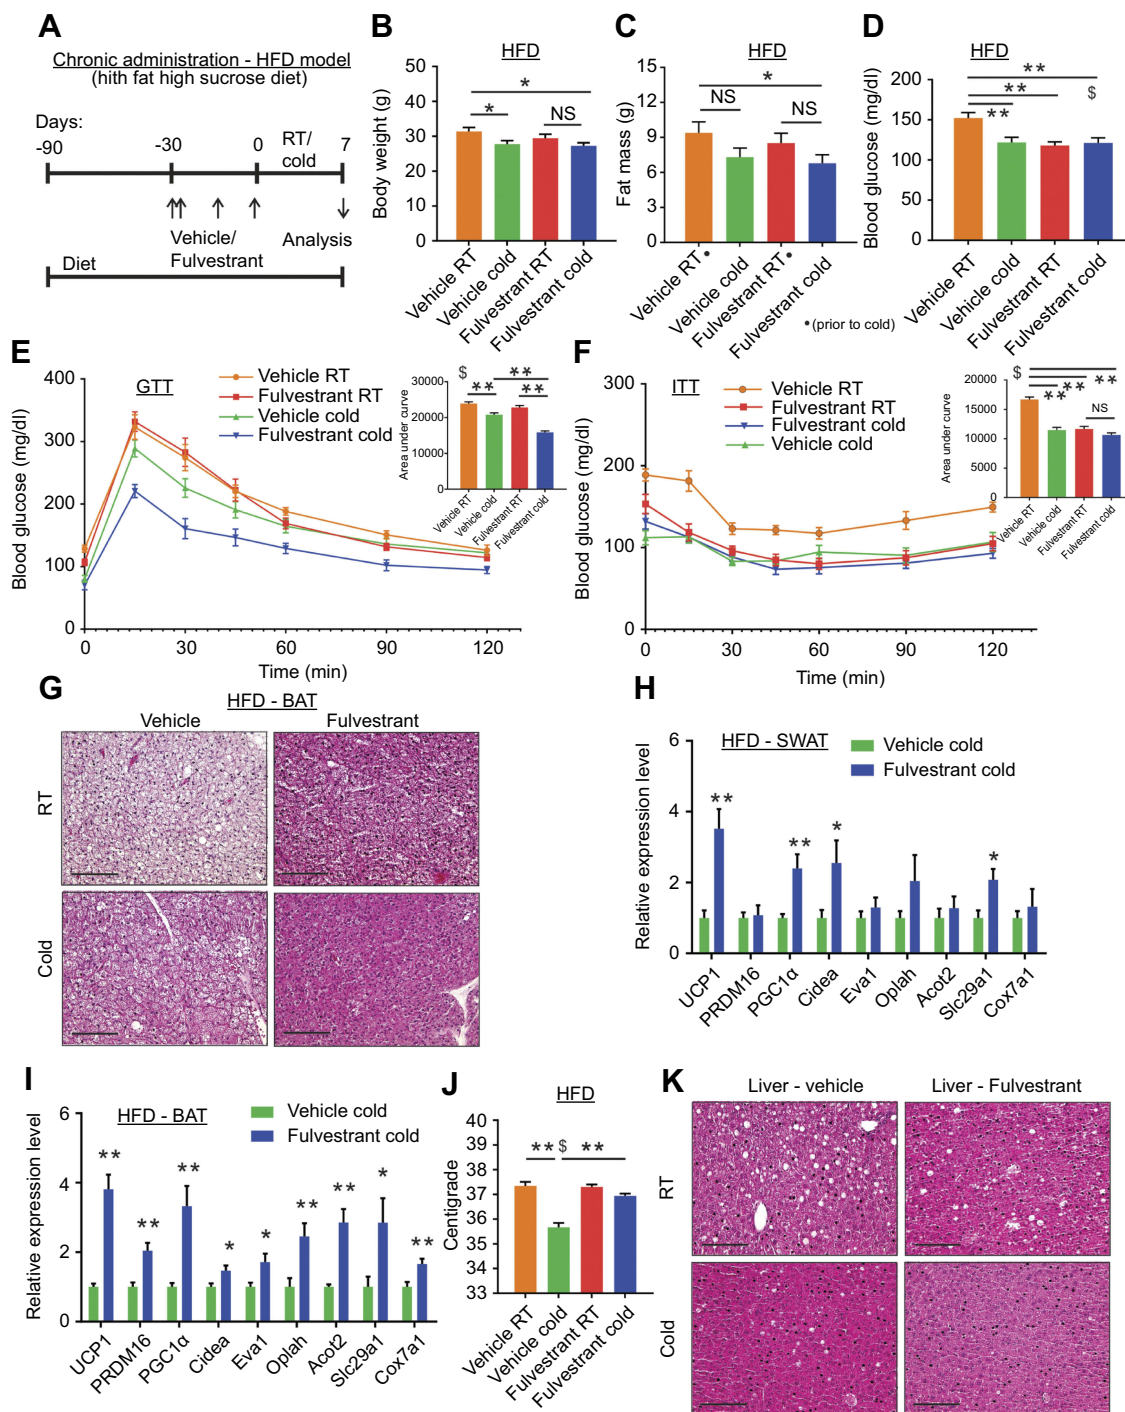 A
Chronic administration - HFD model
(hith fat high sucrose diet)
Days:
-90
-30
0
RT/
cold
7
Vehicle/
Fulvestrant
Analysis
Diet
B
HFD
Body weight (g)
50
40
30
20
10
0
*
*
NS
Vehicle RT
Vehicle cold
Fulvestrant RT
Fulvestrant cold
C
HFD
Fat mass (g)
15
12
9
6
3
0
*
NS
NS
Vehicle RT•
Vehicle cold
Fulvestrant RT•
Fulvestrant cold
•(prior to cold)
D
HFD
Blood glucose (mg/dl)
200
150
100
50
0
**
**
**
$
Vehicle RT
Vehicle cold
Fulvestrant RT
Fulvestrant cold
E
GTT
Blood glucose (mg/dl)
400
300
200
100
0
0
30
60
90
120
Time (min)
Vehicle RT
Fulvestrant RT
Vehicle cold
Fulvestrant cold
Area under curve
30000
20000
10000
0
$
**
**
**
Vehicle RT
Vehicle cold
Fulvestrant RT
Fulvestrant cold
F
ITT
Blood glucose (mg/dl)
300
200
100
0
0
30
60
90
120
Time (min)
Vehicle RT
Fulvestrant RT
Fulvestrant cold
Vehicle cold
Area under curve
20000
15000
10000
5000
0
$
**
**
**
NS
Vehicle RT
Vehicle cold
Fulvestrant RT
Fulvestrant cold
G
HFD - BAT
Vehicle
Fulvestrant
RT
Cold
H
HFD - SWAT
Vehicle cold
Fulvestrant cold
Relative expression level
6
4
2
0
**
**
*
*
UCP1
PRDM16
PGC1α
Cidea
Eva1
Oplah
Acot2
Slc29a1
Cox7a1
I
HFD - BAT
Vehicle cold
Fulvestrant cold
Relative expression level
6
4
2
0
**
**
**
*
*
**
**
*
**
UCP1
PRDM16
PGC1α
Cidea
Eva1
Oplah
Acot2
Slc29a1
Cox7a1
J
HFD
Centigrade
40
39
38
37
36
35
34
33
**
$
**
Vehicle RT
Vehicle cold
Fulvestrant RT
Fulvestrant cold
K
Liver - vehicle
Liver - Fulvestrant
RT
Cold